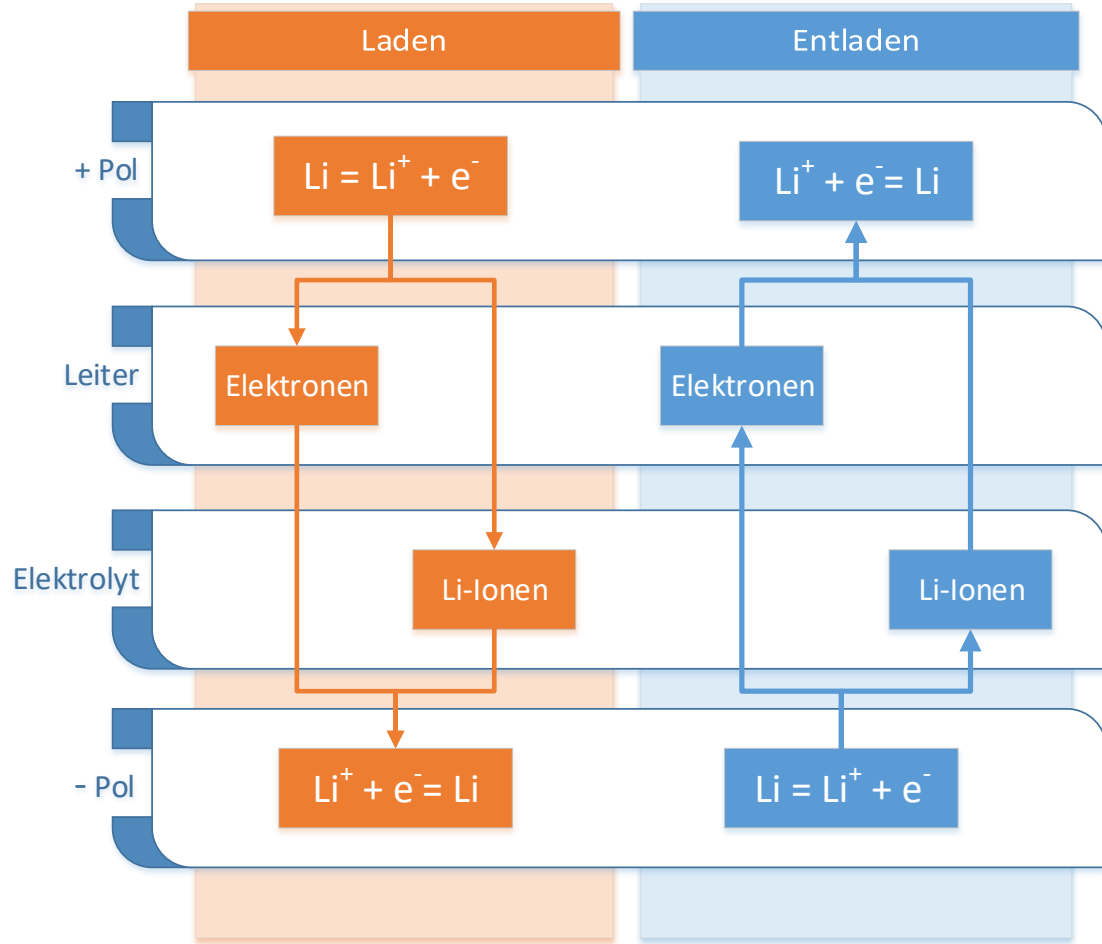 Laden
Entladen
+ Pol
Li = Li⁺ + e⁻
Li⁺ + e⁻= Li
Leiter
Elektronen
Elektronen
Elektrolyt
Li-Ionen
Li-Ionen
- Pol
Li⁺ + e⁻= Li
Li = Li⁺ + e⁻